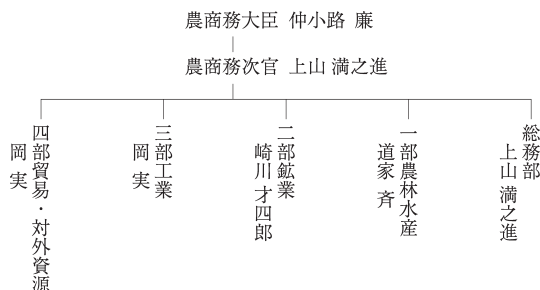 農商務大臣 仲小路 廉
農商務次官 上山 満之進
総務部
上山 満之進
一部農林水産
道家 斉
二部鉱業
崎川 才四郎
三部工業
岡 実
四部貿易・対外資源
岡 実